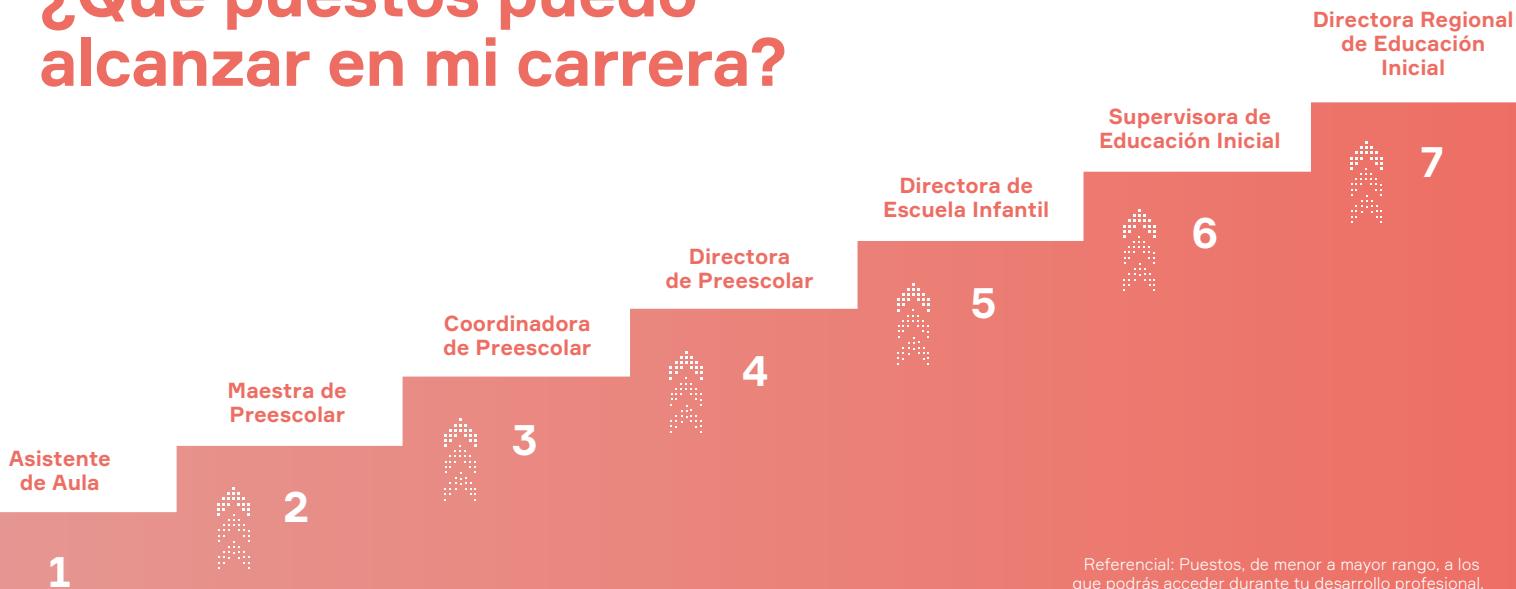 ¿Qué puestos puedo
alcanzar en mi carrera?
Asistente
de Aula
1
Maestra de
Preescolar
2
Coordinadora
de Preescolar
3
Directora
de Preescolar
4
Directora de
Escuela Infantil
5
Supervisora de
Educación Inicial
6
Directora Regional
de Educación
Inicial
7
Referencial: Puestos, de menor a mayor rango, a los
que podrás acceder durante tu desarrollo profesional.